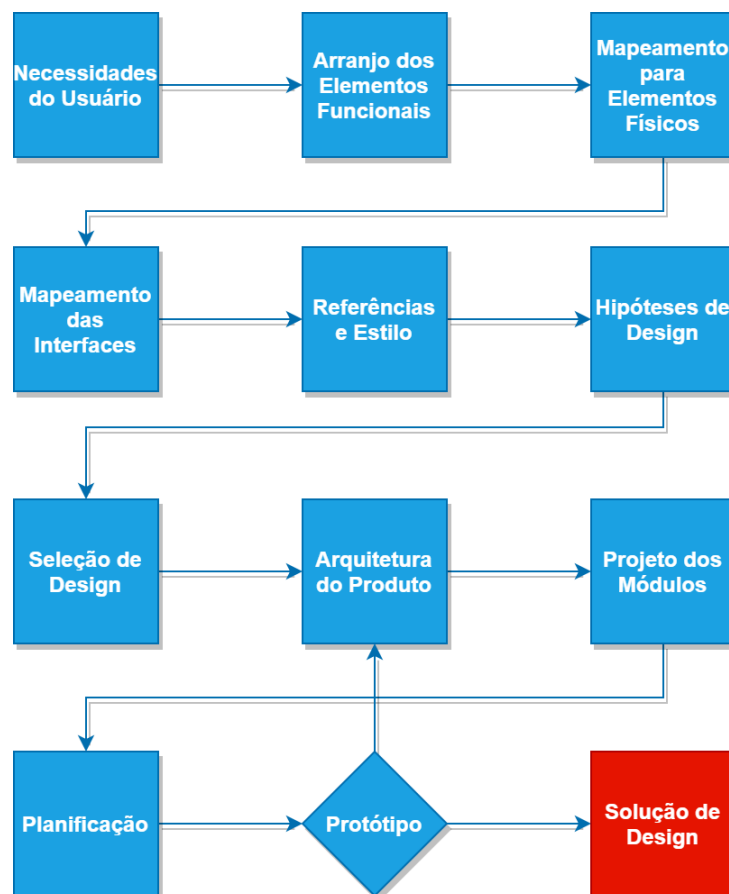 Necessidades
do Usuário
Arranjo dos
Elementos
Funcionais
Mapeamento
para
Elementos
Físicos
Mapeamento
das
Interfaces
Referências
e Estilo
Hipóteses de
Design
Seleção de
Design
Arquitetura
do Produto
Projeto dos
Módulos
Planificação
Protótipo
Solução de
Design